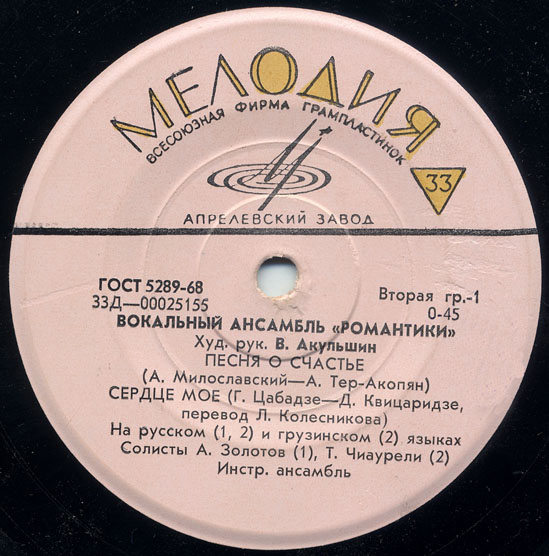 МЕЛОДИЯ
ВСЕСОЮЗНАЯ ФИРМА ГРАМПЛАСТИНОК
33
АПРЕЛЕВСКИЙ ЗАВОД
ГОСТ 5289-68
33Д—00025155
Вторая гр.-1
0-45
ВОКАЛЬНЫЙ АНСАМБЛЬ «РОМАНТИКИ»
Худ. рук. В. Акульшин
ПЕСНЯ О СЧАСТЬЕ
(А. Милославский—А. Тер-Акопян)
СЕРДЦЕ МОЕ (Г. Цабадзе—Д. Квицаридзе,
перевод Л. Колесникова)
На русском (1, 2) и грузинском (2) языках
Солисты А. Золотов (1), Т. Чиаурели (2)
Инстр. ансамбль